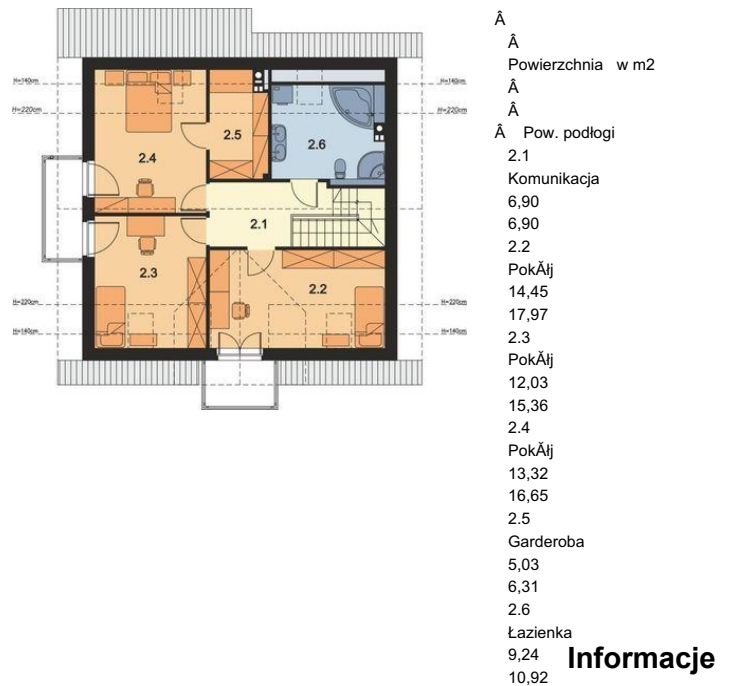 H=140cm
H=220cm
H=140cm
H=220cm
2.4
2.5
2.6
2.1
2.3
2.2
H=220cm
H=140cm
H=220cm
H=140cm
Â
Â
Powierzchnia w m2
Â
Â
Â Pow. podłogi
2.1
Komunikacja
6,90
6,90
2.2
PokĂłj
14,45
17,97
2.3
PokĂłj
12,03
15,36
2.4
PokĂłj
13,32
16,65
2.5
Garderoba
5,03
6,31
2.6
Łazienka
9,24
10,92
Informacje